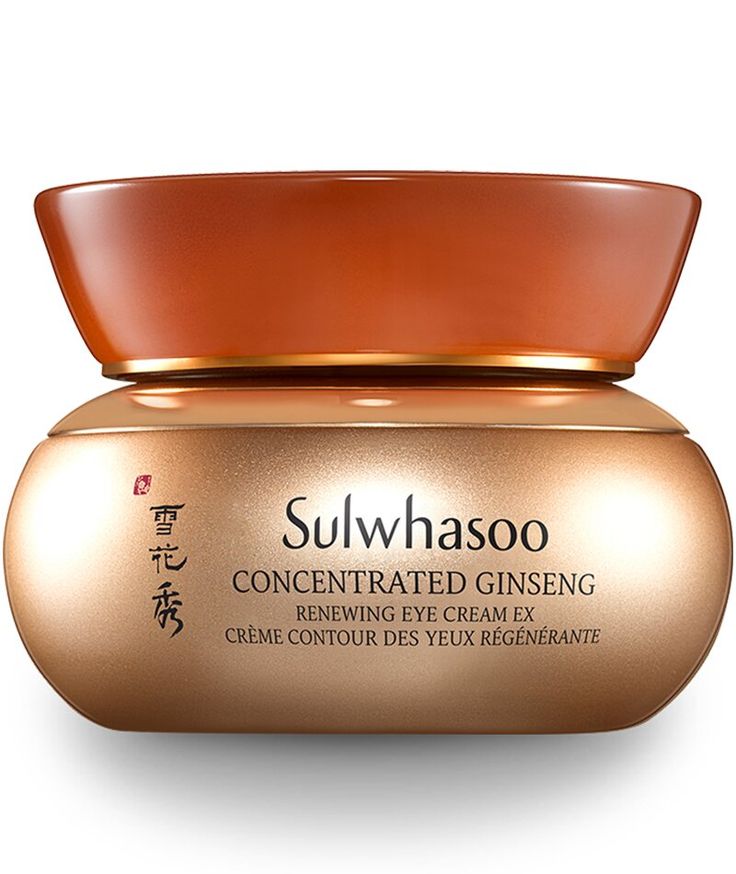 雪花秀
Sulwhasoo
CONCENTRATED GINSENG
RENEWING EYE CREAM EX
CRÈME CONTOUR DES YEUX RÉGÉNÉRANTE